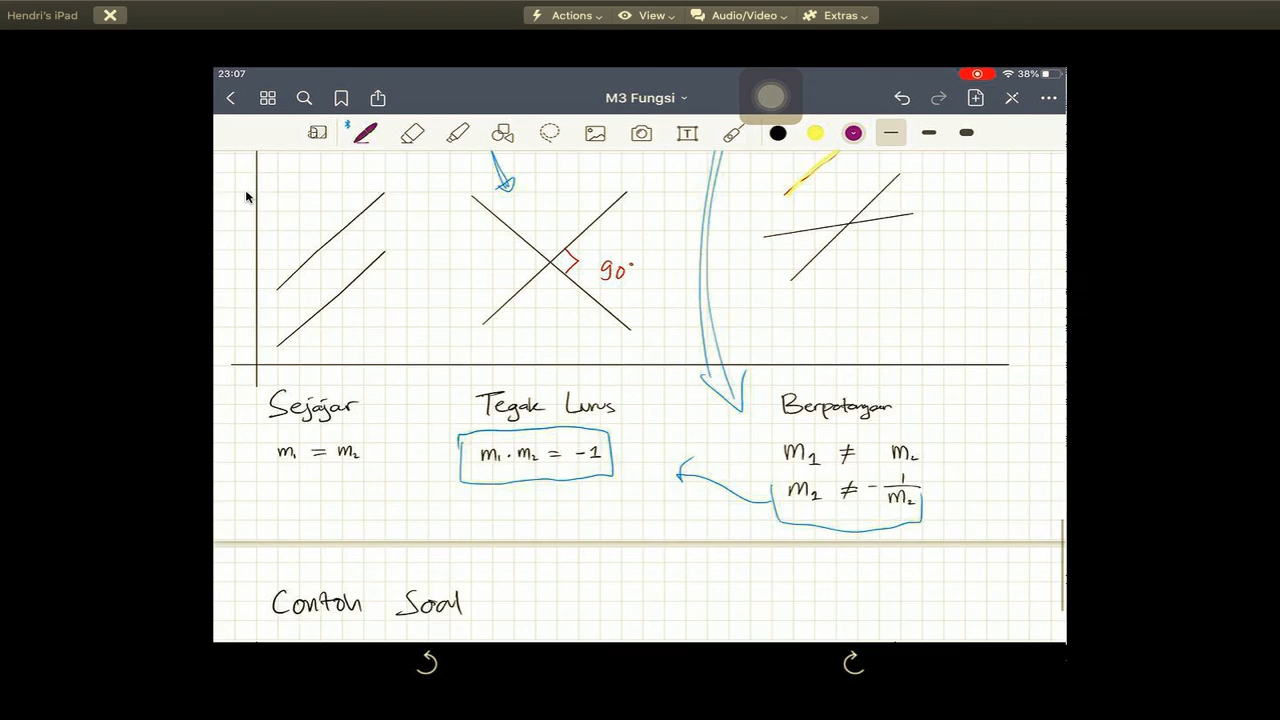 Hendri's iPad
Actions View Audio/Video Extras
23:07 38%
M3 Fungsi
T
90°
Sejajar Tegak Lurus Berpotongan
m₁ = m₂ m₁ · m₂ = -1 m₁ ≠ m₂
m₂ ≠ - 1/m₂
Contoh Soal